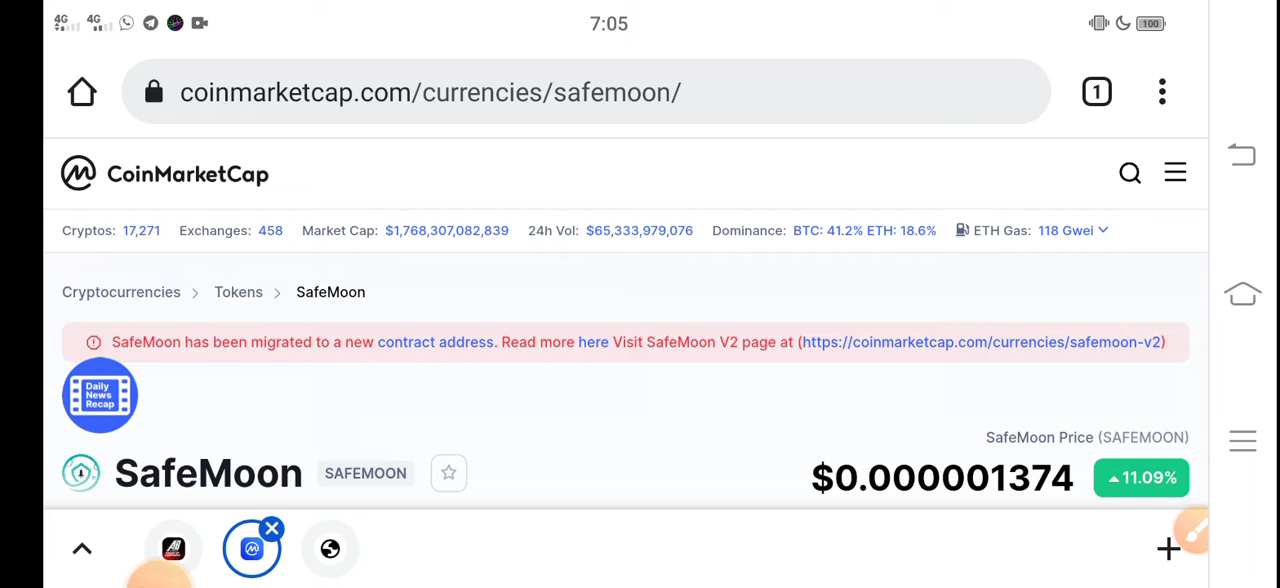 4G 4G 7:05 100
coinmarketcap.com/currencies/safemoon/ 1
CoinMarketCap
Cryptos: 17,271 Exchanges: 458 Market Cap: $1,768,307,082,839 24h Vol: $65,333,979,076 Dominance: BTC: 41.2% ETH: 18.6% ETH Gas: 118 Gwei
Cryptocurrencies > Tokens > SafeMoon
SafeMoon has been migrated to a new contract address. Read more here Visit SafeMoon V2 page at (https://coinmarketcap.com/currencies/safemoon-v2)
Daily
News
Recap
SafeMoon Price (SAFEMOON)
SafeMoon SAFEMOON $0.000001374 11.09%